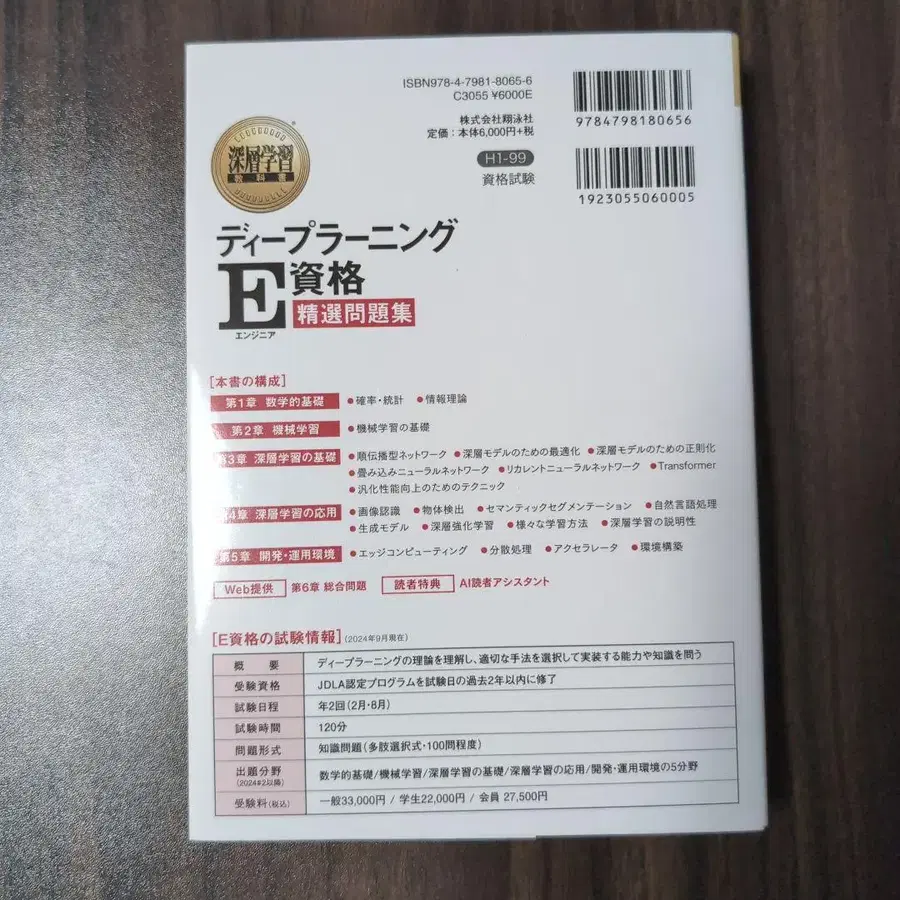 ISBN978-4-7981-8065-6
C3055 ¥6000E
株式会社翔泳社
定価：本体6,000円+税
H1-99
資格試験
9784798180656
1923055060005
深層学習
教科書
ディープラーニング
E資格
エンジニア
精選問題集
［本書の構成］
第1章 数学的基礎 ●確率・統計 ●情報理論
第2章 機械学習 ●機械学習の基礎
第3章 深層学習の基礎 ●順伝播型ネットワーク ●深層モデルのための最適化 ●深層モデルのための正則化
●畳み込みニューラルネットワーク ●リカレントニューラルネットワーク ●Transformer
●汎化性能向上のためのテクニック
第4章 深層学習の応用 ●画像認識 ●物体検出 ●セマンティックセグメンテーション ●自然言語処理
●生成モデル ●深層強化学習 ●様々な学習方法 ●深層学習の説明性
第5章 開発・運用環境 ●エッジコンピューティング ●分散処理 ●アクセラレータ ●環境構築
Web提供 第6章 総合問題 読者特典 AI読者アシスタント
［E資格の試験情報］（2024年9月現在）
概要 ディープラーニングの理論を理解し、適切な手法を選択して実装する能力や知識を問う
受験資格 JDLA認定プログラムを試験日の過去2年以内に修了
試験日程 年2回（2月・8月）
試験時間 120分
問題形式 知識問題（多肢選択式・100問程度）
出題分野 数学的基礎/機械学習/深層学習の基礎/深層学習の応用/開発・運用環境の5分野
（2024#2以降）
受験料（税込） 一般33,000円 / 学生22,000円 / 会員 27,500円